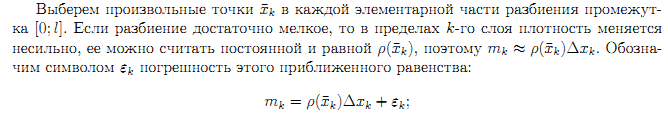 Выберем произвольные точки x̄ₖ в каждой элементарной части разбиения промежут-
ка [0; l]. Если разбиение достаточно мелкое, то в пределах k-го слоя плотность меняется
несильно, ее можно считать постоянной и равной ρ(x̄ₖ), поэтому mₖ ≈ ρ(x̄ₖ)Δxₖ. Обозна-
чим символом εₖ погрешность этого приближенного равенства:
mₖ = ρ(x̄ₖ)Δxₖ + εₖ;